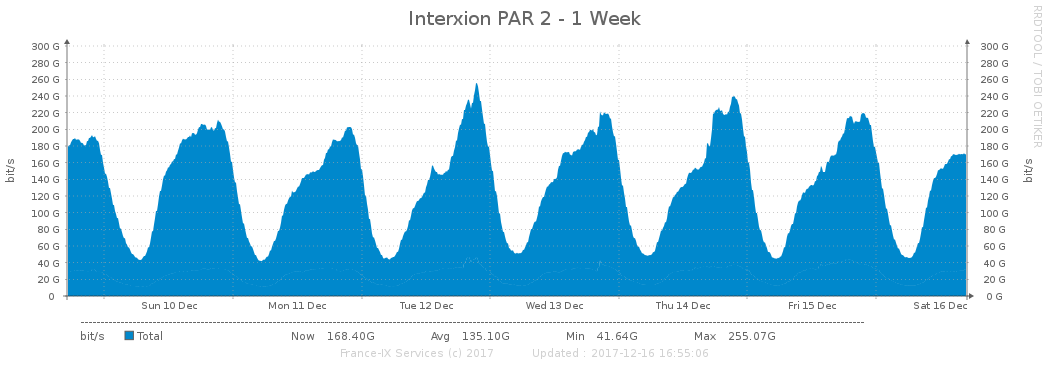 Interxion PAR 2 - 1 Week
RRDTOOL / TOBI OETIKER
bit/s
300 G
280 G
260 G
240 G
220 G
200 G
180 G
160 G
140 G
120 G
100 G
80 G
60 G
40 G
20 G
0
300 G
280 G
260 G
240 G
220 G
200 G
180 G
160 G
140 G
120 G
100 G
80 G
60 G
40 G
20 G
0 G
bit/s
Sun 10 Dec Mon 11 Dec Tue 12 Dec Wed 13 Dec Thu 14 Dec Fri 15 Dec Sat 16 Dec
bit/s Total Now 168.40G Avg 135.10G Min 41.64G Max 255.07G
France-IX Services (c) 2017 Updated : 2017-12-16 16:55:06